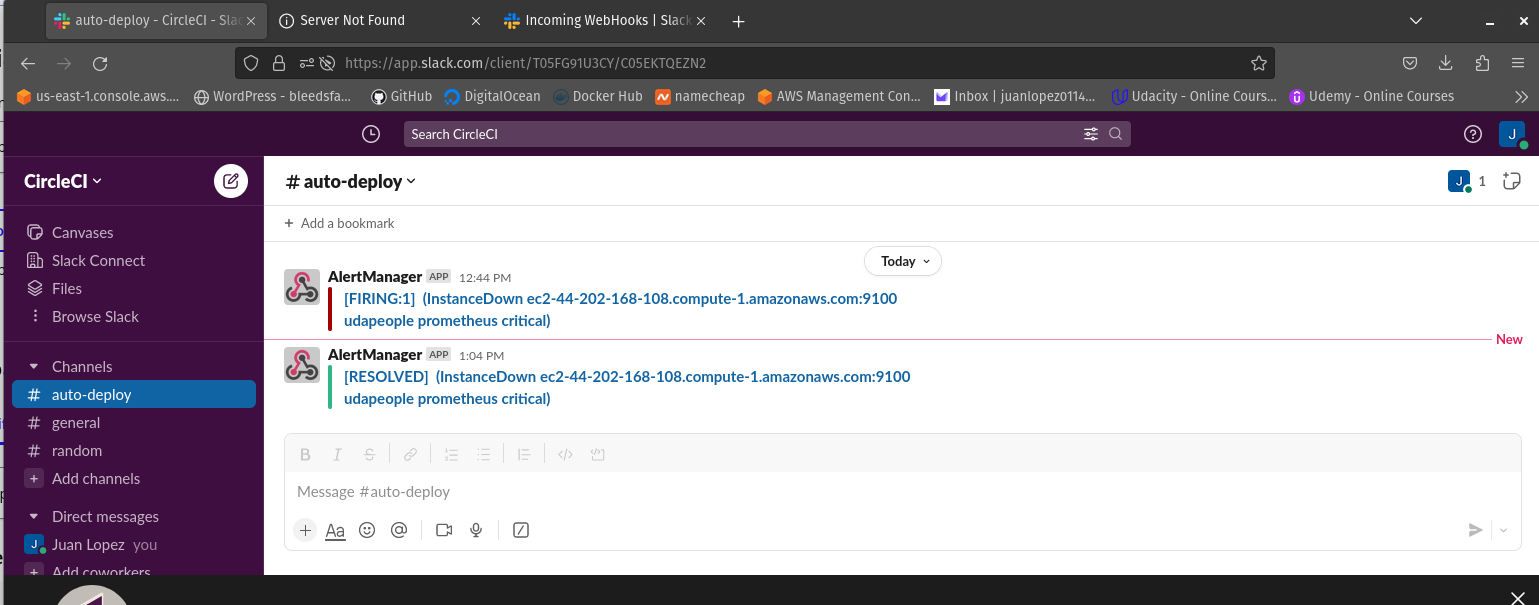 auto-deploy - CircleCI - Slac
Server Not Found
Incoming WebHooks | Slack
https://app.slack.com/client/T05FG91U3CY/C05EKTQEZN2
us-east-1.console.aws....
WordPress - bleedsfa...
GitHub
DigitalOcean
Docker Hub
namecheap
AWS Management Con...
Inbox | juanlopez0114...
Udacity - Online Cours...
Udemy - Online Courses
Search CircleCI
J
CircleCI
# auto-deploy
J 1
+ Add a bookmark
Canvases
Slack Connect
Files
Browse Slack
Channels
# auto-deploy
# general
# random
+ Add channels
Direct messages
J Juan Lopez you
+ Add coworkers
Today
AlertManager APP 12:44 PM
[FIRING:1] (InstanceDown ec2-44-202-168-108.compute-1.amazonaws.com:9100
udapeople prometheus critical)
New
AlertManager APP 1:04 PM
[RESOLVED] (InstanceDown ec2-44-202-168-108.compute-1.amazonaws.com:9100
udapeople prometheus critical)
B I S
Message #auto-deploy
+ Aa @